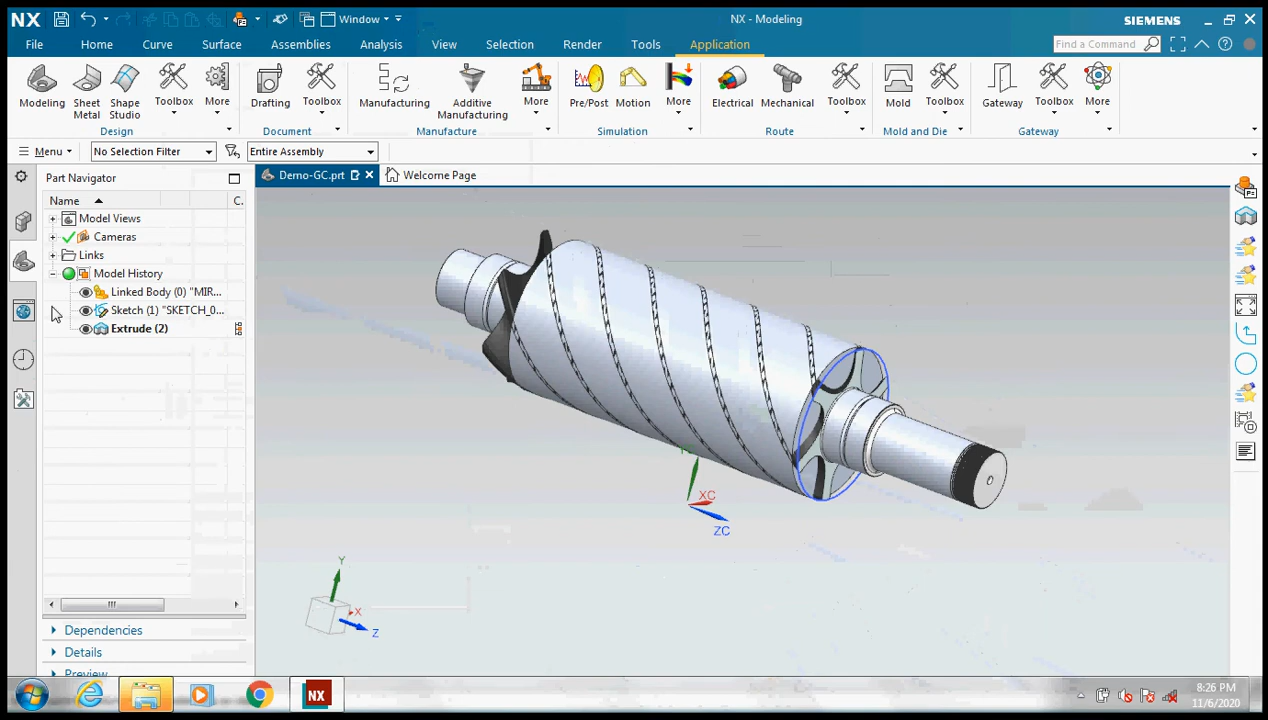 NX Window NX - Modeling SIEMENS
File Home Curve Surface Assemblies Analysis View Selection Render Tools Application Find a Command
Modeling Sheet Metal Shape Studio Toolbox More Drafting Toolbox Manufacturing Additive Manufacturing More Pre/Post Motion More Electrical Mechanical Toolbox Mold Toolbox Gateway Toolbox More
Design Document Manufacture Simulation Route Mold and Die Gateway
Menu No Selection Filter Entire Assembly
Part Navigator Demo-GC.prt Welcome Page
Name C.
Model Views
Cameras
Links
Model History
Linked Body (0) "MIR...
Sketch (1) "SKETCH_0...
Extrude (2)
XC
ZC
Y
X
Z
Dependencies
Details
Preview
NX
8:26 PM
11/6/2020